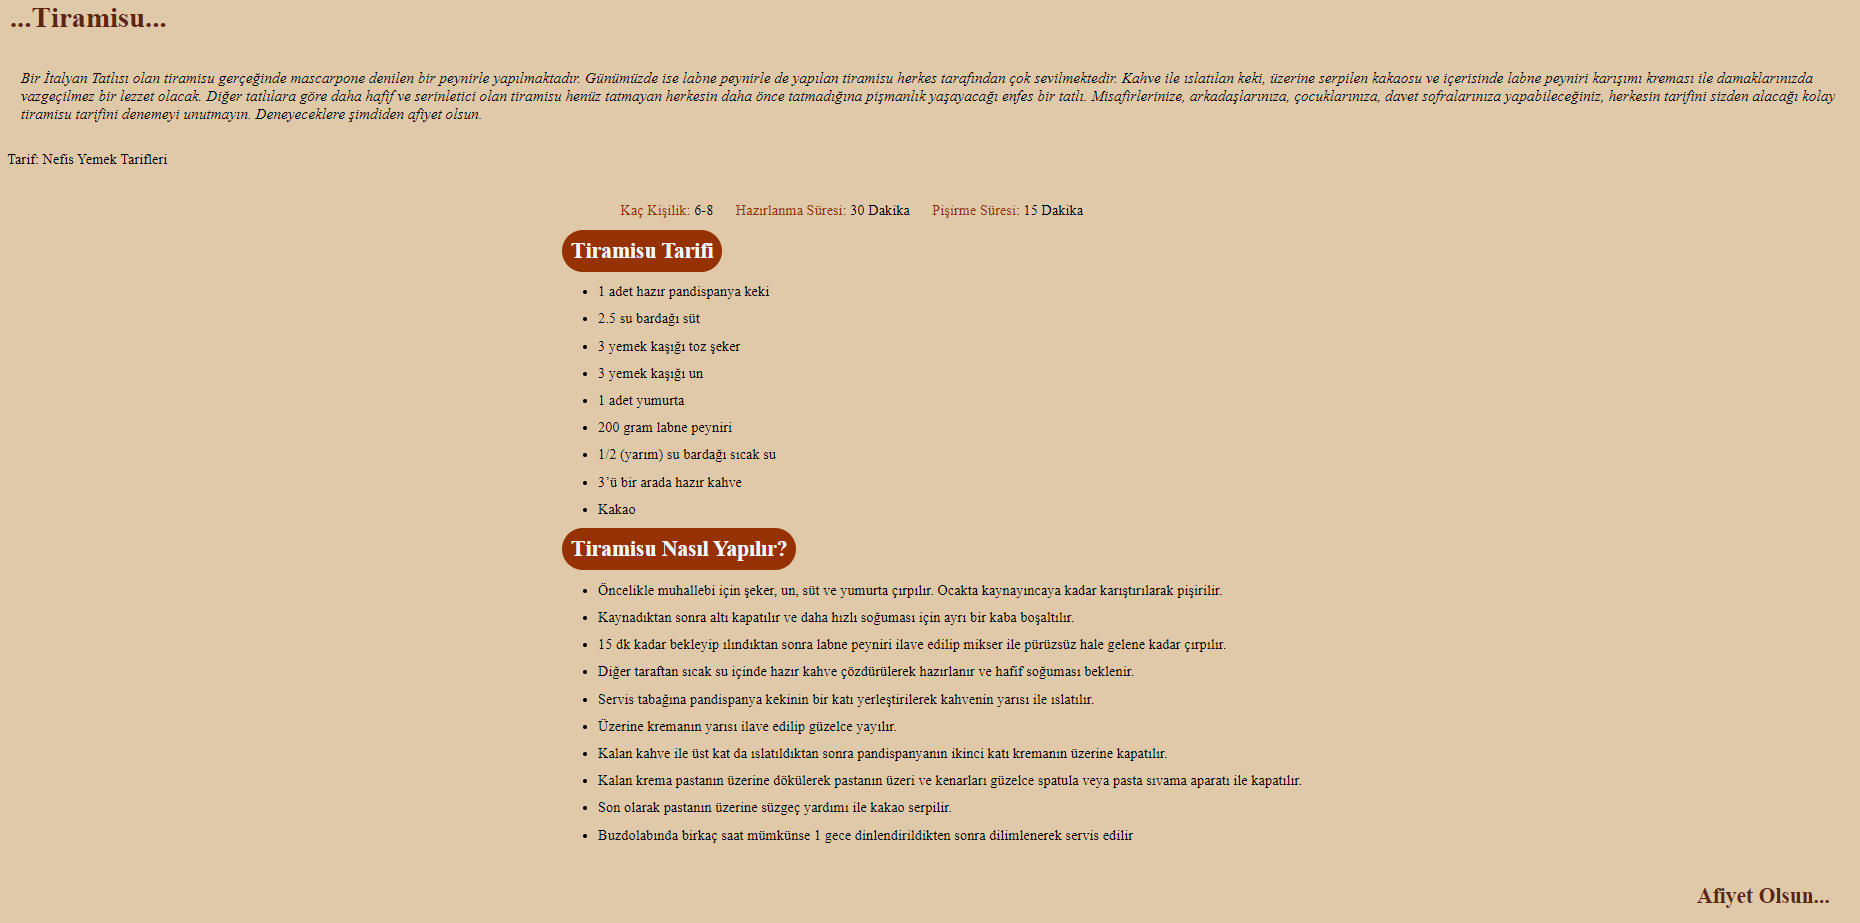 ...Tiramisu...
Bir İtalyan Tatlısı olan tiramisu gerçeğinde mascarpone denilen bir peynirle yapılmaktadır. Günümüzde ise labne peynirle de yapılan tiramisu herkes tarafından çok sevilmektedir. Kahve ile ıslatılan keki, üzerine serpilen kakaosu ve içerisinde labne peyniri karışımı kreması ile damaklarınızda
vazgeçilmez bir lezzet olacak. Diğer tatlılara göre daha hafif ve serinletici olan tiramisu henüz tatmayan herkesin daha önce tatmadığına pişmanlık yaşayacağı enfes bir tatlı. Misafirlerinize, arkadaşlarınıza, çocuklarınıza, davet sofralarınıza yapabileceğiniz, herkesin tarifini sizden alacağı kolay
tiramisu tarifini denemeyi unutmayın. Deneyeceklere şimdiden afiyet olsun.
Tarif: Nefis Yemek Tarifleri
Kaç Kişilik: 6-8 Hazırlanma Süresi: 30 Dakika Pişirme Süresi: 15 Dakika
Tiramisu Tarifi
• 1 adet hazır pandispanya keki
• 2.5 su bardağı süt
• 3 yemek kaşığı toz şeker
• 3 yemek kaşığı un
• 1 adet yumurta
• 200 gram labne peyniri
• 1/2 (yarım) su bardağı sıcak su
• 3’ü bir arada hazır kahve
• Kakao
Tiramisu Nasıl Yapılır?
• Öncelikle muhallebi için şeker, un, süt ve yumurta çırpılır. Ocakta kaynayıncaya kadar karıştırılarak pişirilir.
• Kaynadıktan sonra altı kapatılır ve daha hızlı soğuması için ayrı bir kaba boşaltılır.
• 15 dk kadar bekleyip ılındıktan sonra labne peyniri ilave edilip mikser ile pürüzsüz hale gelene kadar çırpılır.
• Diğer taraftan sıcak su içinde hazır kahve çözdürülerek hazırlanır ve hafif soğuması beklenir.
• Servis tabağına pandispanya kekinin bir katı yerleştirilerek kahvenin yarısı ile ıslatılır.
• Üzerine kremanın yarısı ilave edilip güzelce yayılır.
• Kalan kahve ile üst kat da ıslatıldıktan sonra pandispanyanın ikinci katı kremanın üzerine kapatılır.
• Kalan krema pastanın üzerine dökülerek pastanın üzeri ve kenarları güzelce spatula veya pasta sıvama aparatı ile kapatılır.
• Son olarak pastanın üzerine süzgeç yardımı ile kakao serpilir.
• Buzdolabında birkaç saat mümkünse 1 gece dinlendirildikten sonra dilimlenerek servis edilir
Afiyet Olsun...